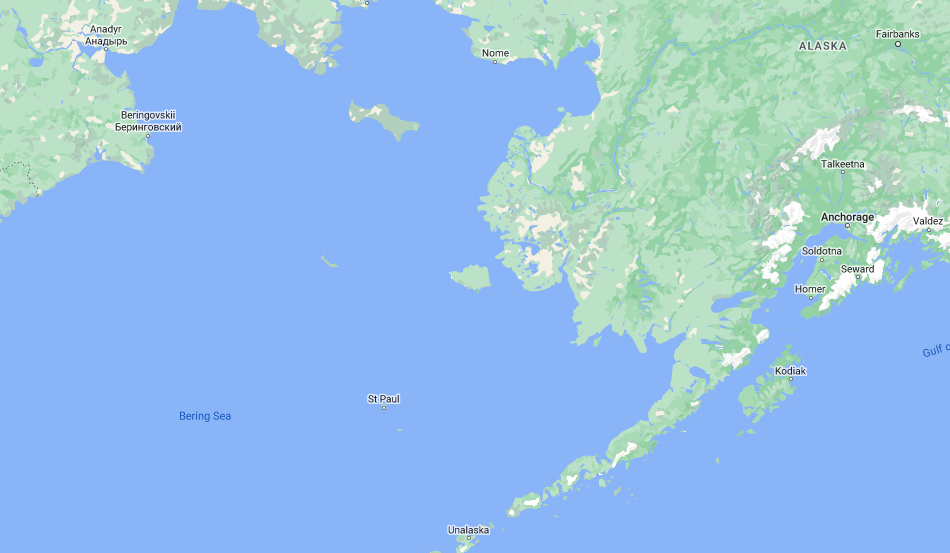 Anadyr
Анадырь
Nome
ALASKA
Fairbanks
Beringovskii
Беринговский
Talkeetna
Anchorage
Valdez
Soldotna
Seward
Homer
Gulf
Kodiak
St Paul
Bering Sea
Unalaska